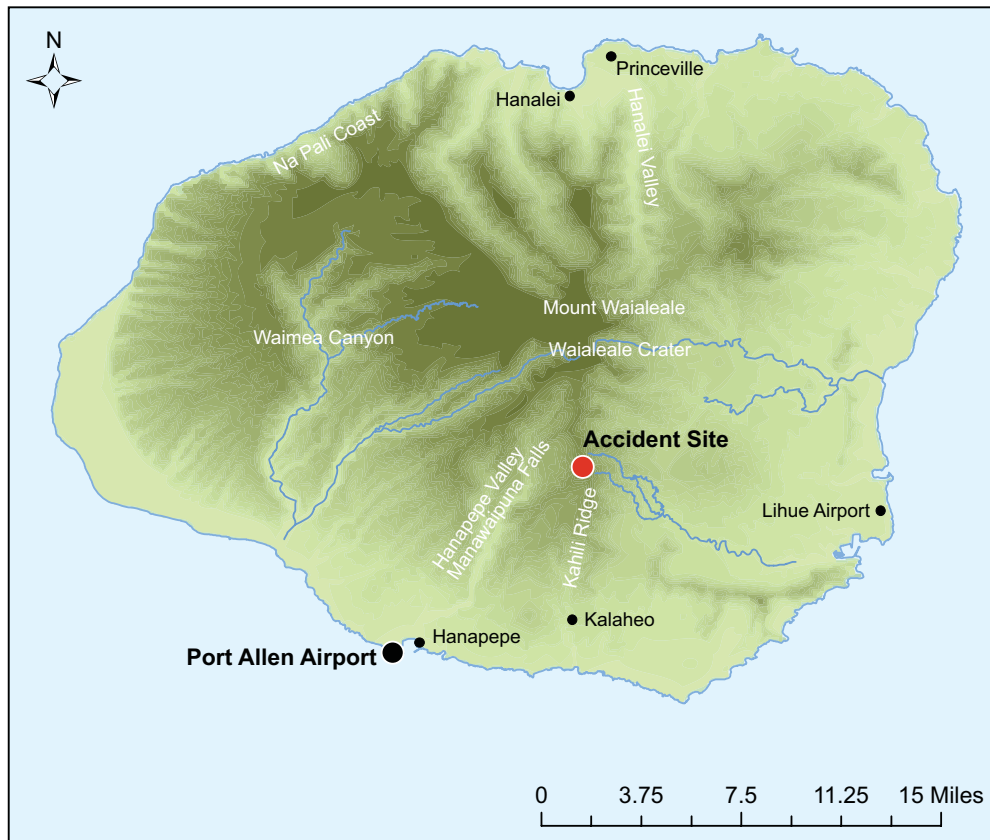 N
Princeville
Hanalei
Na Pali Coast
Hanalei Valley
Mount Waialeale
Waimea Canyon
Waialeale Crater
Accident Site
Hanapepe Valley
Manawaipuna Falls
Kahili Ridge
Lihue Airport
Kalaheo
Hanapepe
Port Allen Airport
0 3.75 7.5 11.25 15 Miles